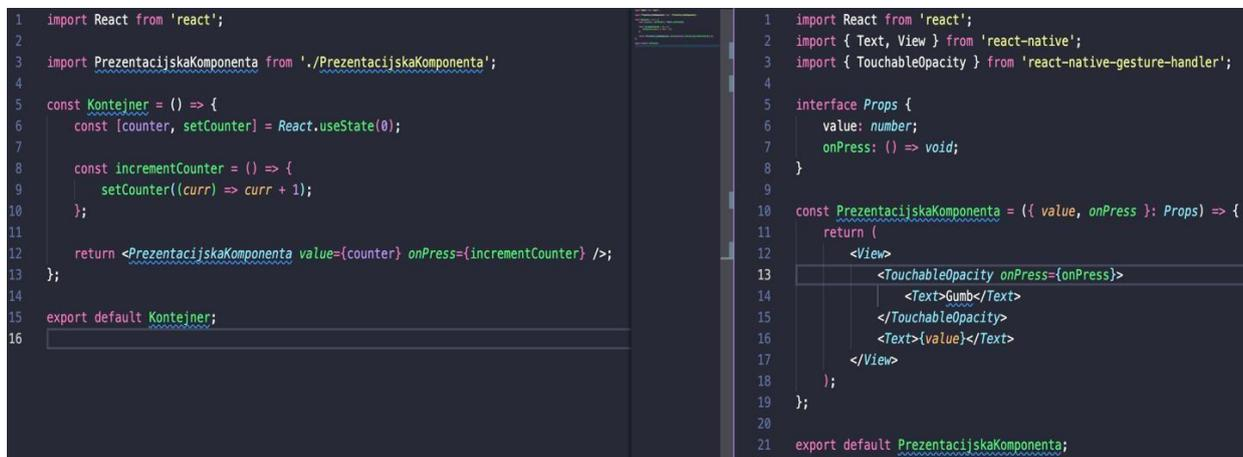 1 import React from 'react';
2
3 import PrezentacijskaKomponenta from './PrezentacijskaKomponenta';
4
5 const Kontejner = () => {
6     const [counter, setCounter] = React.useState(0);
7
8     const incrementCounter = () => {
9         setCounter((curr) => curr + 1);
10     };
11
12     return <PrezentacijskaKomponenta value={counter} onPress={incrementCounter} />;
13 };
14
15 export default Kontejner;
16
1 import React from 'react';
2 import { Text, View } from 'react-native';
3 import { TouchableOpacity } from 'react-native-gesture-handler';
4
5 interface Props {
6     value: number;
7     onPress: () => void;
8 }
9
10 const PrezentacijskaKomponenta = ({ value, onPress }: Props) => {
11     return (
12         <View>
13             <TouchableOpacity onPress={onPress}>
14                 <Text>Gumb</Text>
15             </TouchableOpacity>
16             <Text>{value}</Text>
17         </View>
18     );
19 };
20
21 export default PrezentacijskaKomponenta;